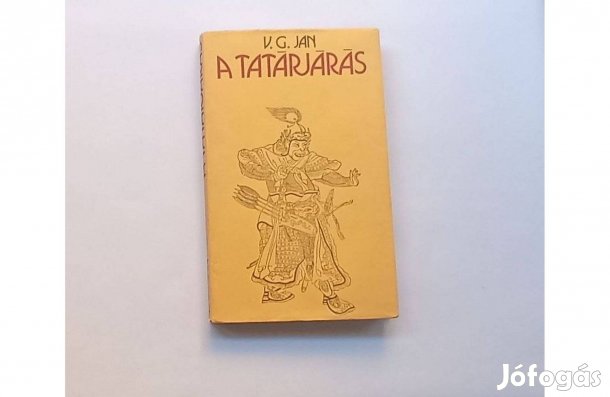 V. G. JAN
A TATÁRJÁRÁS
Jófogás